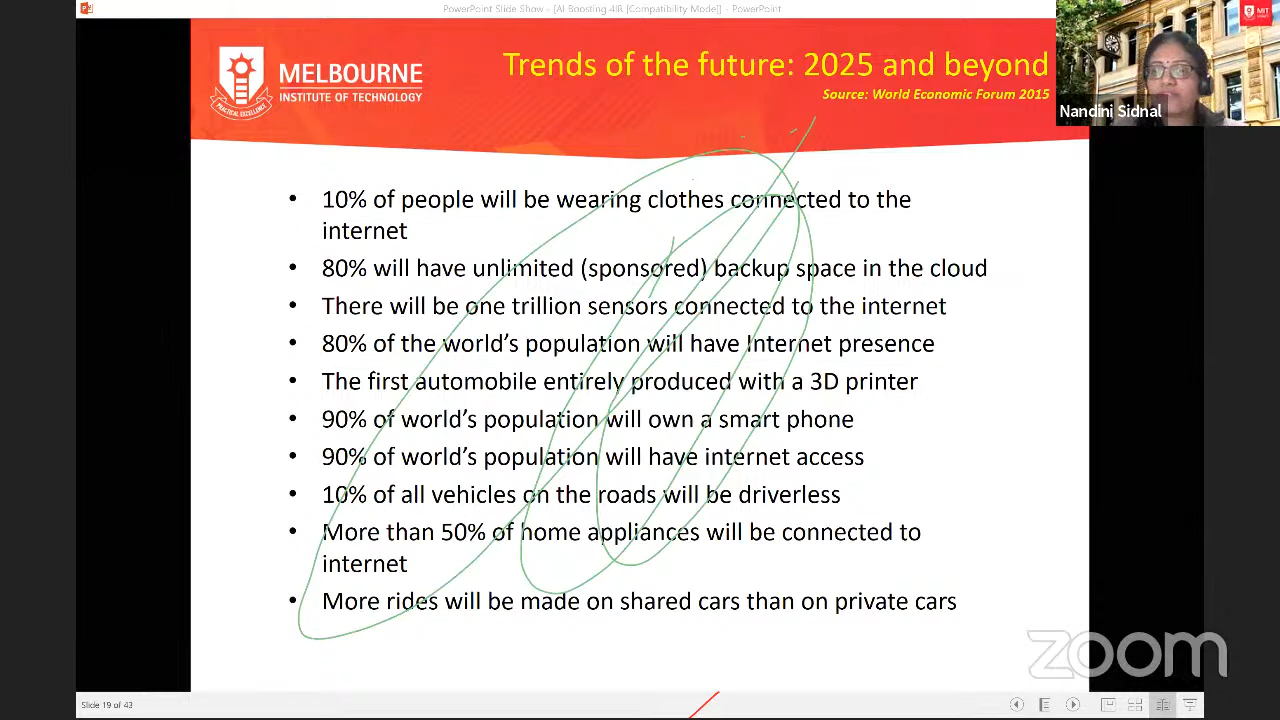 PowerPoint Slide Show - [AI Boosting 4IR [Compatibility Mode]] - PowerPoint
MIT
MELBOURNE
INSTITUTE OF TECHNOLOGY
PRACTICAL EXCELLENCE
Trends of the future: 2025 and beyond
Source: World Economic Forum 2015
Nandini Sidnal
• 10% of people will be wearing clothes connected to the
internet
• 80% will have unlimited (sponsored) backup space in the cloud
• There will be one trillion sensors connected to the internet
• 80% of the world’s population will have Internet presence
• The first automobile entirely produced with a 3D printer
• 90% of world’s population will own a smart phone
• 90% of world’s population will have internet access
• 10% of all vehicles on the roads will be driverless
• More than 50% of home appliances will be connected to
internet
• More rides will be made on shared cars than on private cars
zoom
Slide 19 of 43